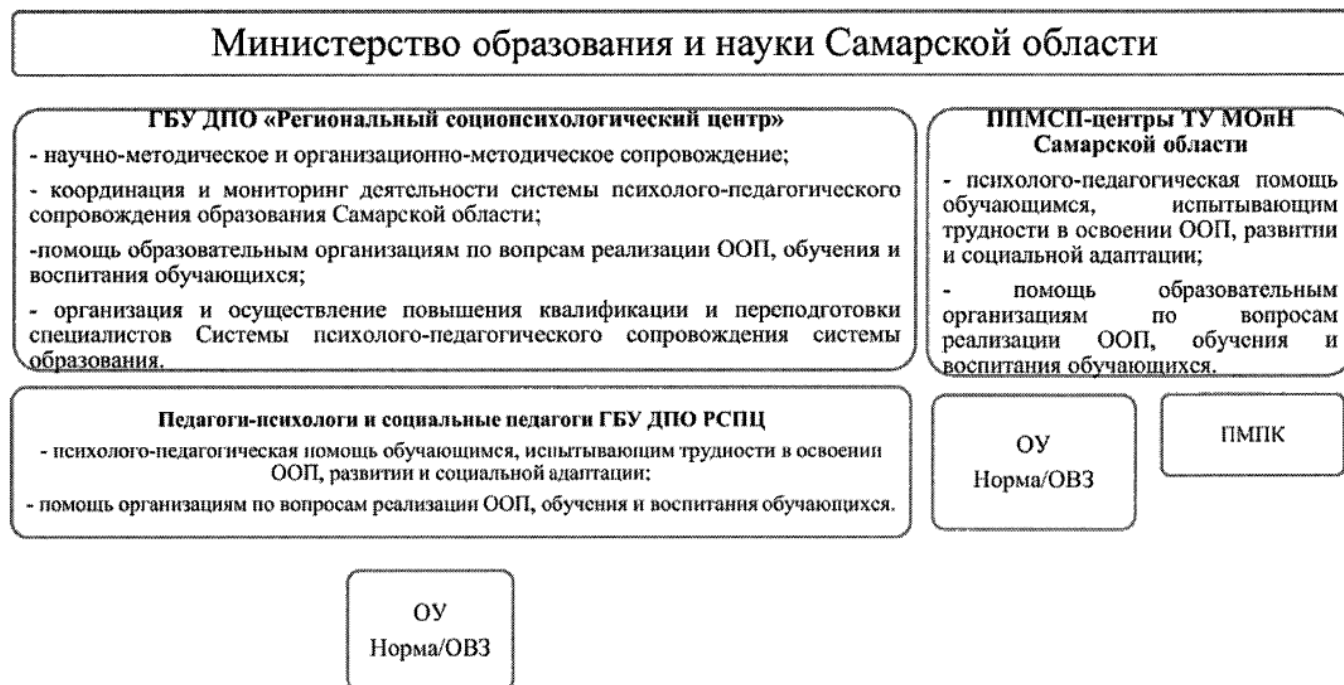 Министерство образования и науки Самарской области
ГБУ ДПО «Региональный социопсихологический центр»
- научно-методическое и организационно-методическое сопровождение;
- координация и мониторинг деятельности системы психолого-педагогического
сопровождения образования Самарской области;
-помощь образовательным организациям по вопрсам реализации ООП, обучения и
воспитания обучающихся;
- организация и осуществление повышения квалификации и переподготовки
специалистов Системы психолого-педагогического сопровождения системы
образования.
ППМСП-центры ТУ МОиН
Самарской области
- психолого-педагогическая помощь
обучающимся, испытывающим
трудности в освоении ООП, развитии
и социальной адаптации;
- помощь образовательным
организациям по вопросам
реализации ООП, обучения и
воспитания обучающихся.
Педагоги-психологи и социальные педагоги ГБУ ДПО РСПЦ
- психолого-педагогическая помощь обучающимся, испытывающим трудности в освоении
ООП, развитии и социальной адаптации;
- помощь организациям по вопросам реализации ООП, обучения и воспитания обучающихся.
ОУ
Норма/ОВЗ
ПМПК
ОУ
Норма/ОВЗ